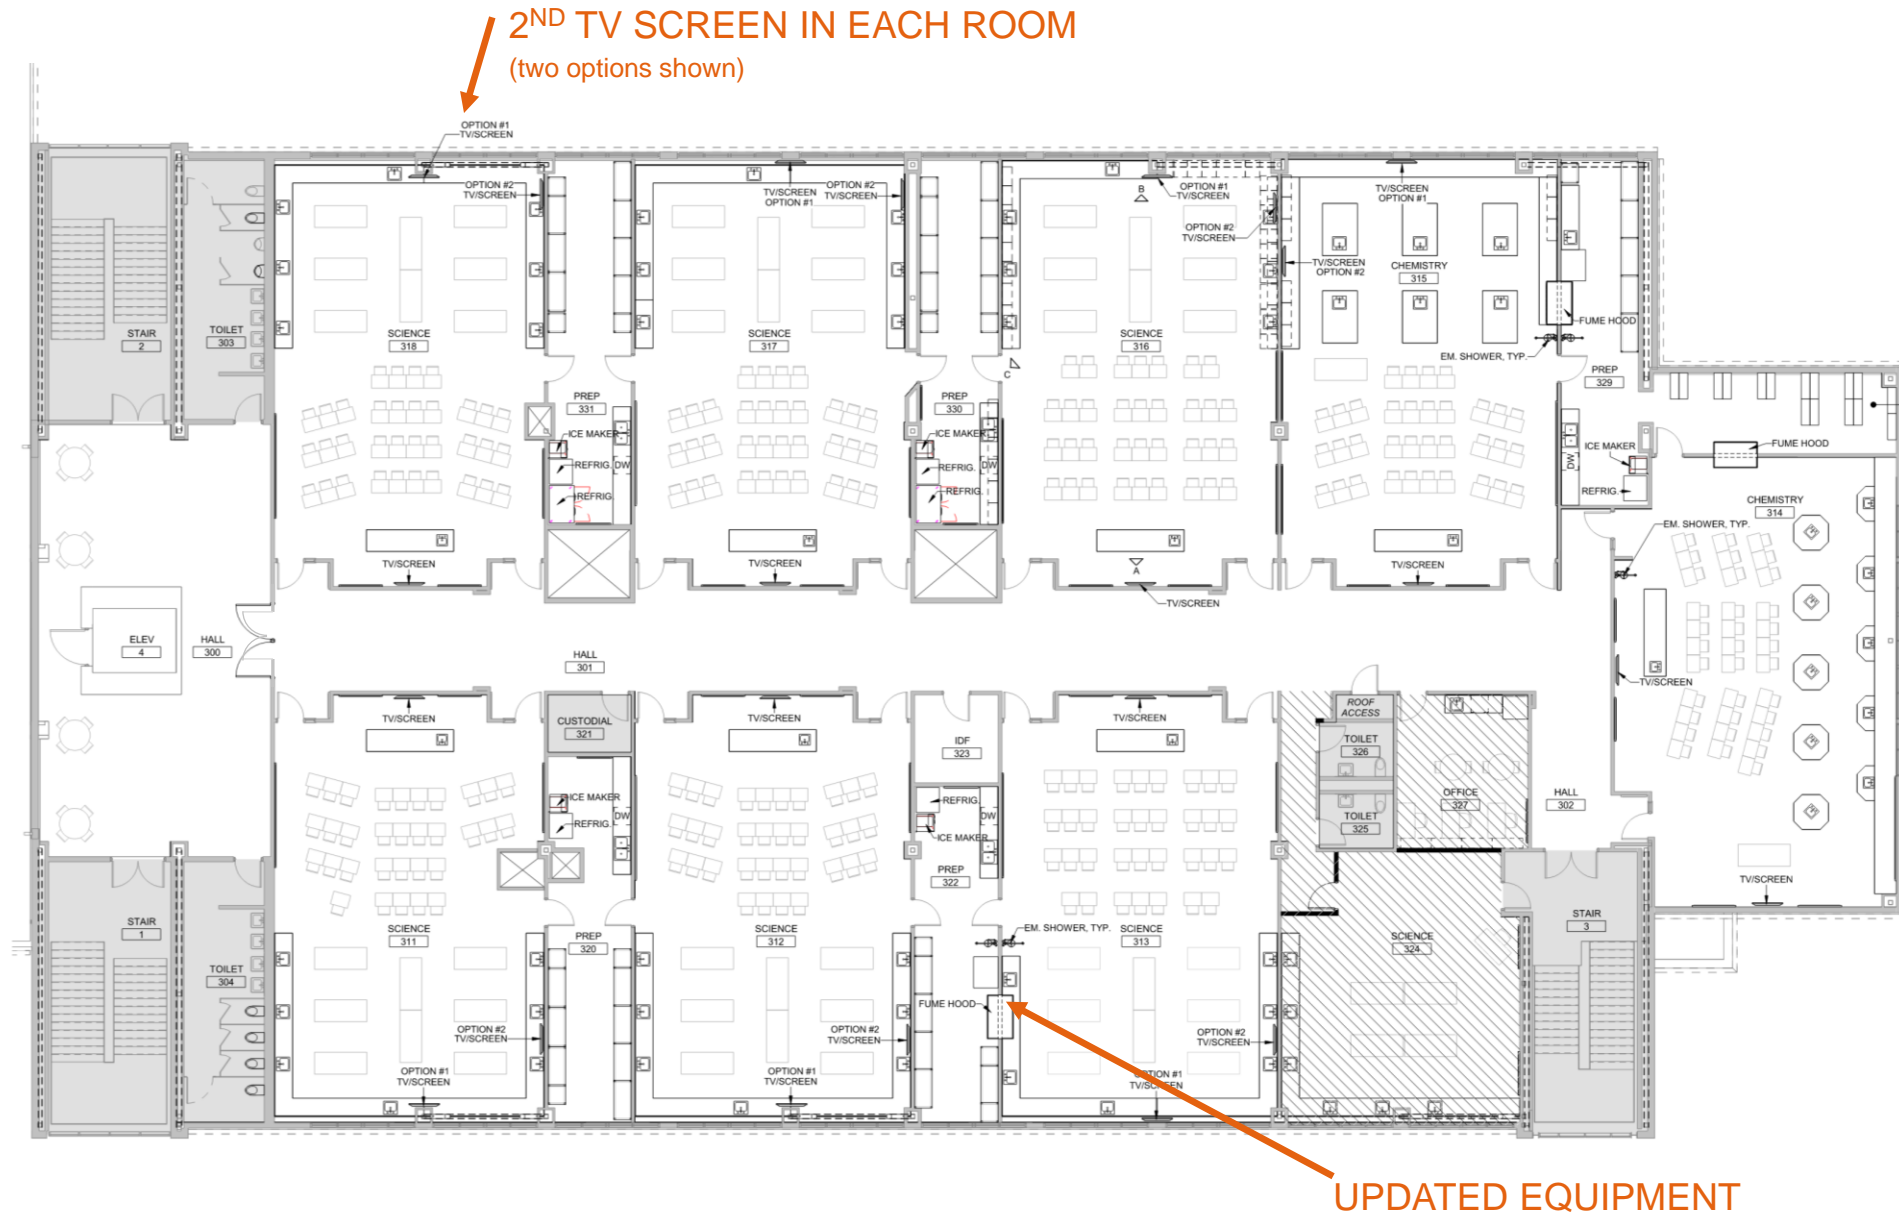 2ND TV SCREEN IN EACH ROOM
(two options shown)
OPTION #1
TV/SCREEN
OPTION #2
TV/SCREEN
TV/SCREEN
OPTION #1
OPTION #2
TV/SCREEN
OPTION #1
TV/SCREEN
B
OPTION #2
TV/SCREEN
TV/SCREEN
OPTION #1
TV/SCREEN
OPTION #2
CHEMISTRY
315
FUME HOOD
EM. SHOWER, TYP.
STAIR
2
TOILET
303
SCIENCE
318
SCIENCE
317
SCIENCE
316
C
PREP
331
PREP
330
PREP
329
ICE MAKER
REFRIG.
REFRIG.
DW
ICE MAKER
REFRIG.
REFRIG.
DW
DW
ICE MAKER
REFRIG.
FUME HOOD
CHEMISTRY
314
EM. SHOWER, TYP.
TV/SCREEN
TV/SCREEN
A
TV/SCREEN
TV/SCREEN
ELEV
4
HALL
300
HALL
301
TV/SCREEN
TV/SCREEN
TV/SCREEN
TV/SCREEN
CUSTODIAL
321
IDF
323
ROOF
ACCESS
TOILET
326
TOILET
325
OFFICE
327
HALL
302
ICE MAKER
REFRIG.
DW
REFRIG.
ICE MAKER
DW
PREP
322
TV/SCREEN
STAIR
1
SCIENCE
311
PREP
320
SCIENCE
312
EM. SHOWER, TYP.
SCIENCE
313
SCIENCE
324
STAIR
3
TOILET
304
FUME HOOD
OPTION #2
TV/SCREEN
OPTION #2
TV/SCREEN
OPTION #2
TV/SCREEN
OPTION #1
TV/SCREEN
OPTION #1
TV/SCREEN
OPTION #1
TV/SCREEN
UPDATED EQUIPMENT